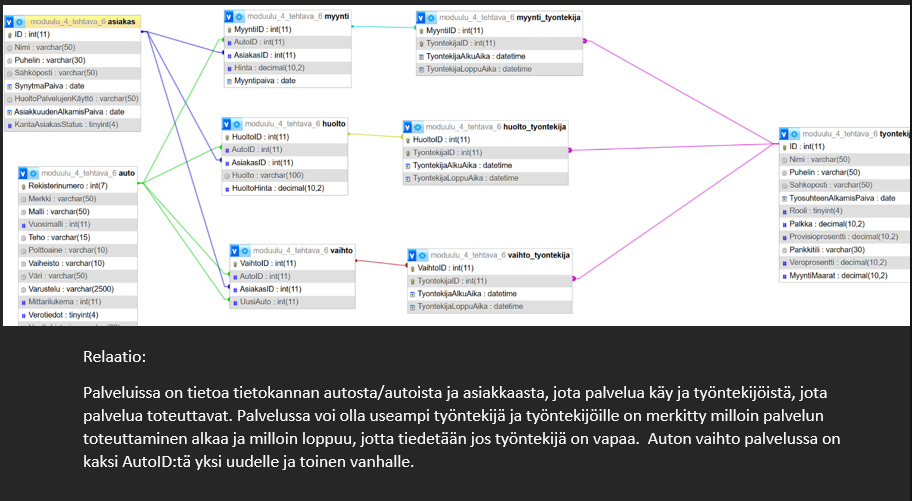 moduulu_4_tehtava_6 asiakas
ID : int(11)
Nimi : varchar(50)
Puhelin : varchar(30)
Sähköposti : varchar(50)
SynytmaPaiva : date
HuoltoPalvelujenKäyttö : varchar(50)
AsiakkuudenAlkamisPaiva : date
KantaAsiakasStatus : tinyint(4)
moduulu_4_tehtava_6 auto
Rekisterinumero : int(7)
Merkki : varchar(50)
Malli : varchar(50)
Vuosimalli : int(11)
Teho : varchar(15)
Polttoaine : varchar(10)
Vaiheisto : varchar(10)
Väri : varchar(50)
Varustelu : varchar(2500)
Mittarilukema : int(11)
Verotiedot : tinyint(4)
moduulu_4_tehtava_6 myynti
MyyntiID : int(11)
AutoID : int(11)
AsiakasID : int(11)
Hinta : decimal(10,2)
Myyntipaiva : date
moduulu_4_tehtava_6 huolto
HuoltoID : int(11)
AutoID : int(11)
AsiakasID : int(11)
Huolto : varchar(100)
HuoltoHinta : decimal(10,2)
moduulu_4_tehtava_6 vaihto
VaihtoID : int(11)
AutoID : int(11)
AsiakasID : int(11)
UusiAuto : int(11)
moduulu_4_tehtava_6 myynti_tyontekija
MyyntiID : int(11)
TyontekijaID : int(11)
TyontekijaAlkuAika : datetime
TyontekijaLoppuAika : datetime
moduulu_4_tehtava_6 huolto_tyontekija
HuoltoID : int(11)
TyontekijaID : int(11)
TyontekijaAlkuAika : datetime
TyontekijaLoppuAika : datetime
moduulu_4_tehtava_6 vaihto_tyontekija
VaihtoID : int(11)
TyontekijaID : int(11)
TyontekijaAlkuAika : datetime
TyontekijaLoppuAika : datetime
moduulu_4_tehtava_6
ID : int(11)
Nimi : varchar(50)
Puhelin : varchar(50)
Sahkoposti : varchar(50)
TyosuhteenAlkamisPaiva : date
Rooli : tinyint(4)
Palkka : decimal(10,2)
Provisioprosentti : decimal(10,2)
Pankkitili : varchar(30)
Veroprosentti : decimal(10,2)
MyyntiMaarat : decimal(10,2)
Relaatio:
Palveluissa on tietoa tietokannan autosta/autoista ja asiakkaasta, jota palvelua käy ja työntekijöistä, jota
palvelua toteuttavat. Palvelussa voi olla useampi työntekijä ja työntekijöille on merkitty milloin palvelun
toteuttaminen alkaa ja milloin loppuu, jotta tiedetään jos työntekijä on vapaa. Auton vaihto palvelussa on
kaksi AutoID:tä yksi uudelle ja toinen vanhalle.